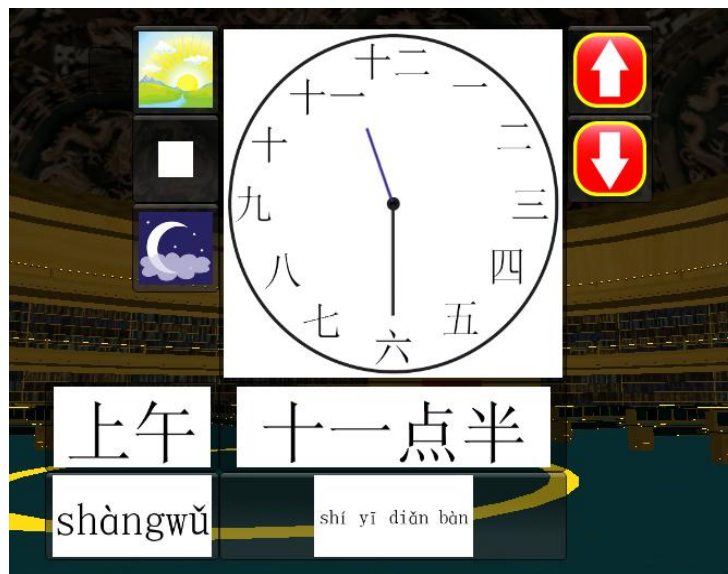 十二
一
二
三
四
五
六
七
八
九
十
十一
上午
十一点半
shàngwǔ
shí yī diǎn bàn